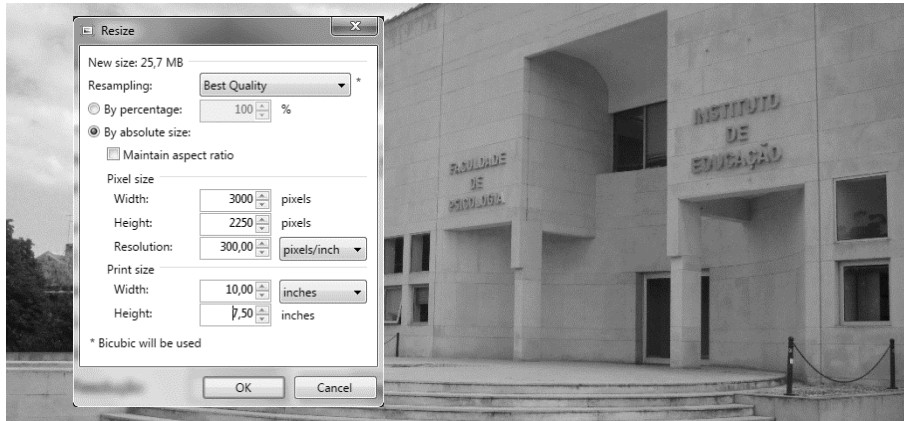 Resize
New size: 25,7 MB
Resampling: Best Quality *
By percentage: 100 %
By absolute size:
Maintain aspect ratio
Pixel size
Width: 3000 pixels
Height: 2250 pixels
Resolution: 300,00 pixels/inch
Print size
Width: 10,00 inches
Height: 7,50 inches
* Bicubic will be used
OK Cancel
FACULDADE
DE
PSICOLOGIA
INSTITUTO
DE
EDUCAÇÃO